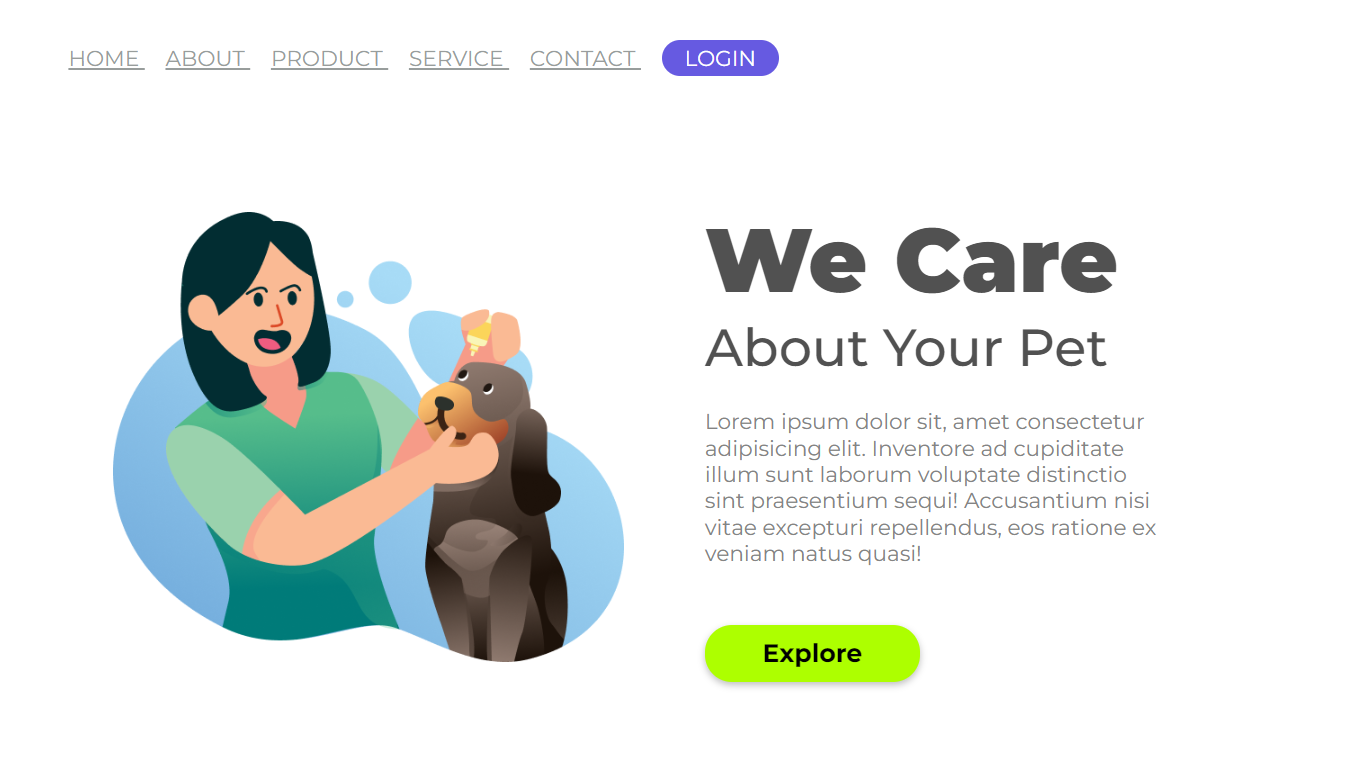 HOME ABOUT PRODUCT SERVICE CONTACT LOGIN
We Care
About Your Pet
Lorem ipsum dolor sit, amet consectetur
adipisicing elit. Inventore ad cupiditate
illum sunt laborum voluptate distinctio
sint praesentium sequi! Accusantium nisi
vitae excepturi repellendus, eos ratione ex
veniam natus quasi!
Explore